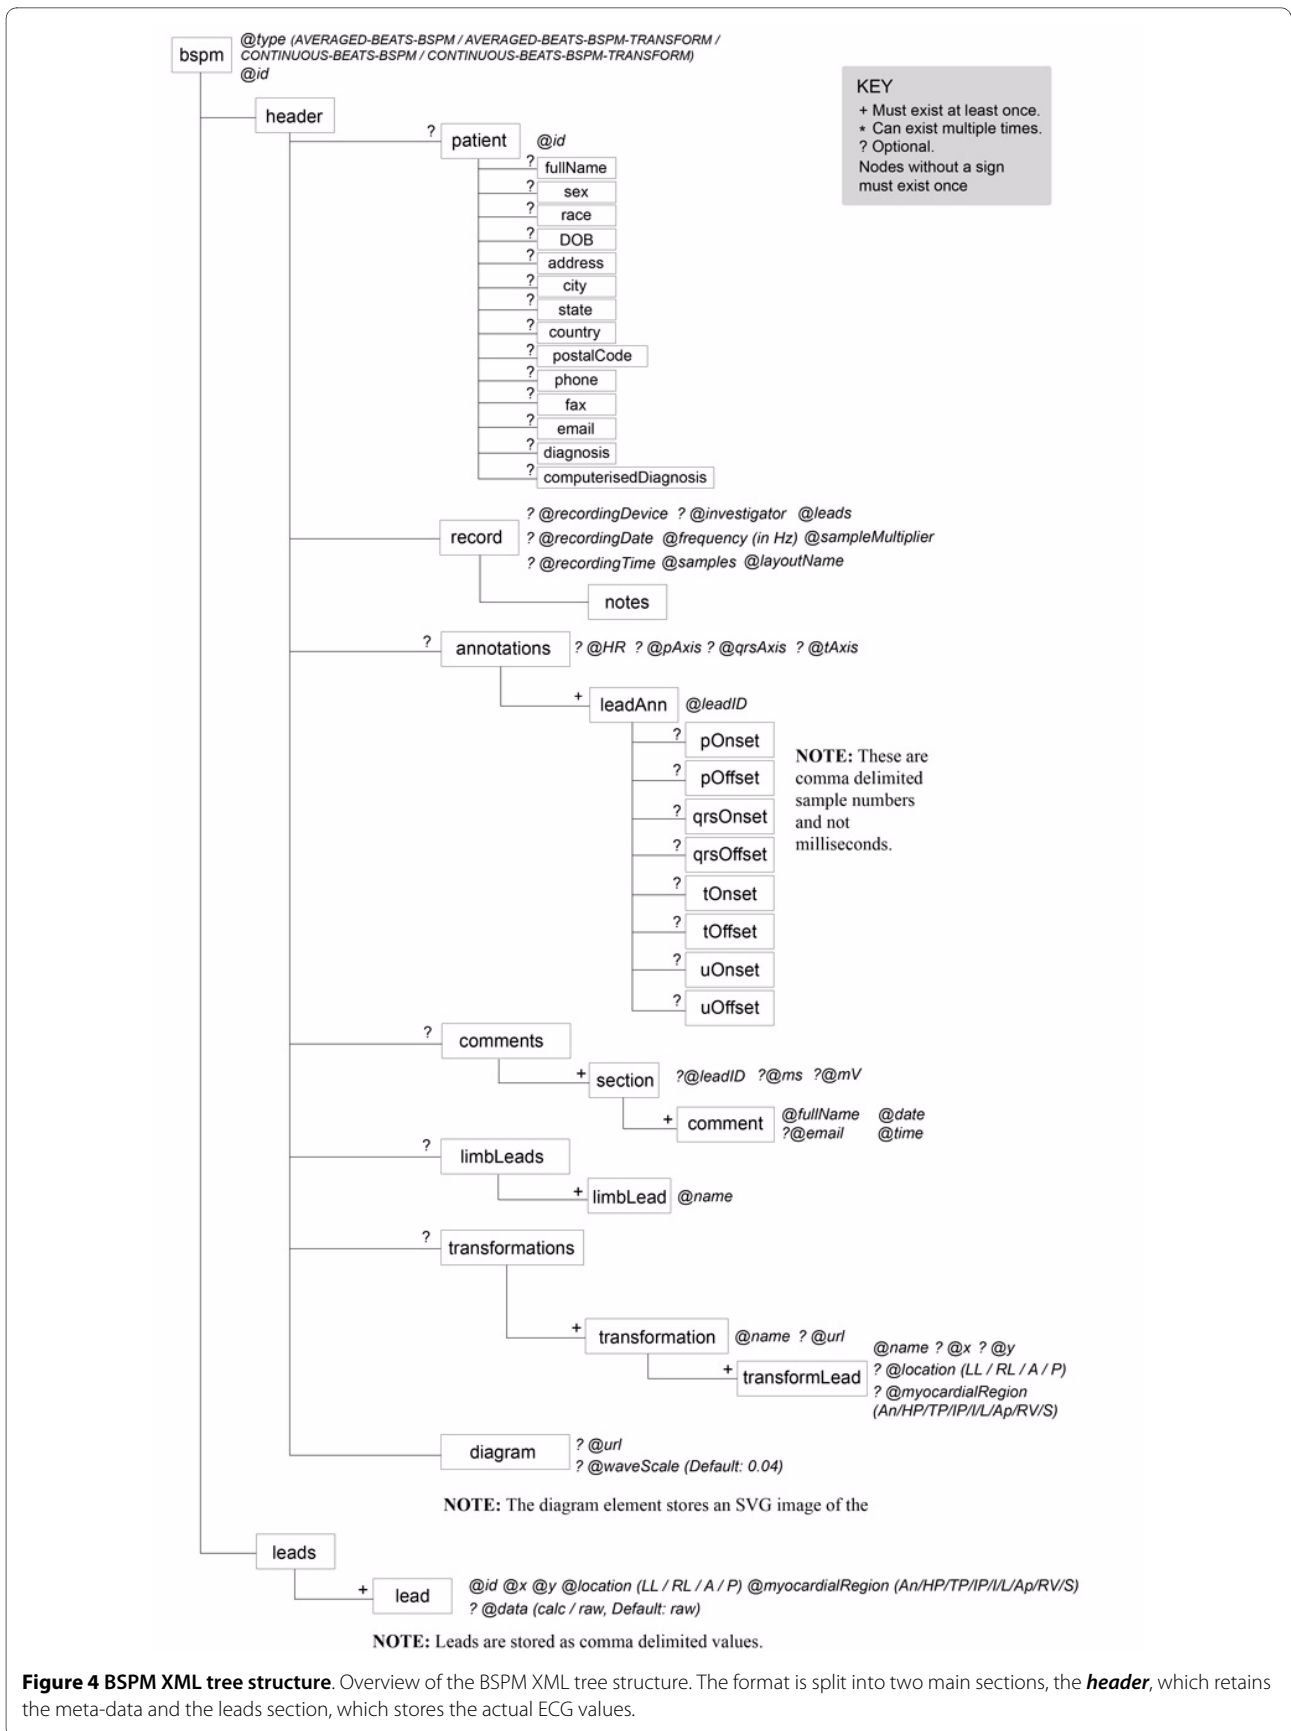 bspm
@type (AVERAGED-BEATS-BSPM / AVERAGED-BEATS-BSPM-TRANSFORM /
CONTINUOUS-BEATS-BSPM / CONTINUOUS-BEATS-BSPM-TRANSFORM)
@id
KEY
+ Must exist at least once.
* Can exist multiple times.
? Optional.
Nodes without a sign
must exist once
header
? patient @id
? fullName
? sex
? race
? DOB
? address
? city
? state
? country
? postalCode
? phone
? fax
? email
? diagnosis
? computerisedDiagnosis
record
? @recordingDevice ? @investigator @leads
? @recordingDate @frequency (in Hz) @sampleMultiplier
? @recordingTime @samples @layoutName
notes
? annotations ? @HR ? @pAxis ? @qrsAxis ? @tAxis
+ leadAnn @leadID
? pOnset
? pOffset
? qrsOnset
? qrsOffset
? tOnset
? tOffset
? uOnset
? uOffset
NOTE: These are
comma delimited
sample numbers
and not
milliseconds.
? comments
+ section ?@leadID ?@ms ?@mV
+ comment @fullName @date
?@email @time
? limbLeads
+ limbLead @name
? transformations
+ transformation @name ? @url
+ transformLead
@name ? @x ? @y
? @location (LL / RL / A / P)
? @myocardialRegion
(An/HP/TP/IP/I/L/Ap/RV/S)
diagram
? @url
? @waveScale (Default: 0.04)
NOTE: The diagram element stores an SVG image of the
leads
+ lead
@id @x @y @location (LL / RL / A / P) @myocardialRegion (An/HP/TP/IP/I/L/Ap/RV/S)
? @data (calc / raw, Default: raw)
NOTE: Leads are stored as comma delimited values.
Figure 4 BSPM XML tree structure. Overview of the BSPM XML tree structure. The format is split into two main sections, the header, which retains
the meta-data and the leads section, which stores the actual ECG values.